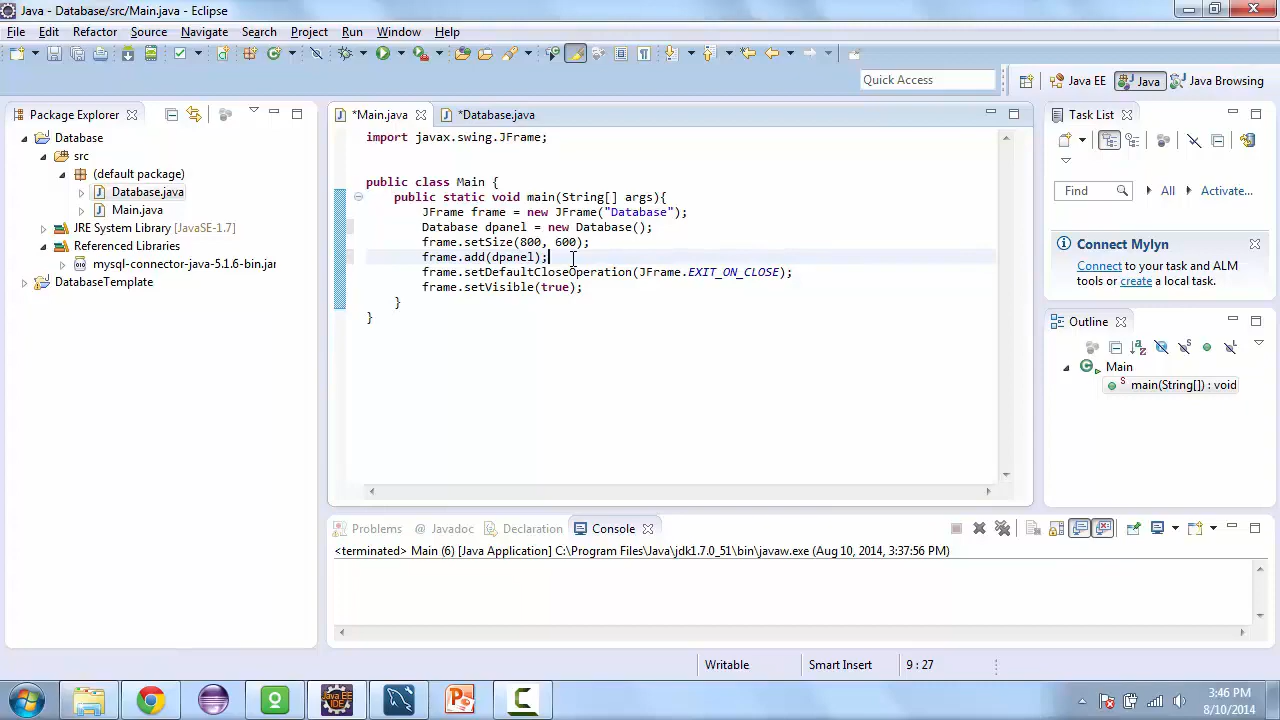 Java - Database/src/Main.java - Eclipse
File Edit Refactor Source Navigate Search Project Run Window Help
Quick Access
Java EE Java Java Browsing
Package Explorer
Database
src
(default package)
Database.java
Main.java
JRE System Library [JavaSE-1.7]
Referenced Libraries
mysql-connector-java-5.1.6-bin.jar
DatabaseTemplate
*Main.java *Database.java
import javax.swing.JFrame;
public class Main {
public static void main(String[] args){
JFrame frame = new JFrame("Database");
Database dpanel = new Database();
frame.setSize(800, 600);
frame.add(dpanel);
frame.setDefaultCloseOperation(JFrame.EXIT_ON_CLOSE);
frame.setVisible(true);
}
}
Task List
Find All Activate...
Connect Mylyn
Connect to your task and ALM
tools or create a local task.
Outline
Main
main(String[]) : void
Problems @ Javadoc Declaration Console
<terminated> Main (6) [Java Application] C:\Program Files\Java\jdk1.7.0_51\bin\javaw.exe (Aug 10, 2014, 3:37:56 PM)
Writable Smart Insert 9 : 27
Java EE
IDE
3:46 PM
8/10/2014